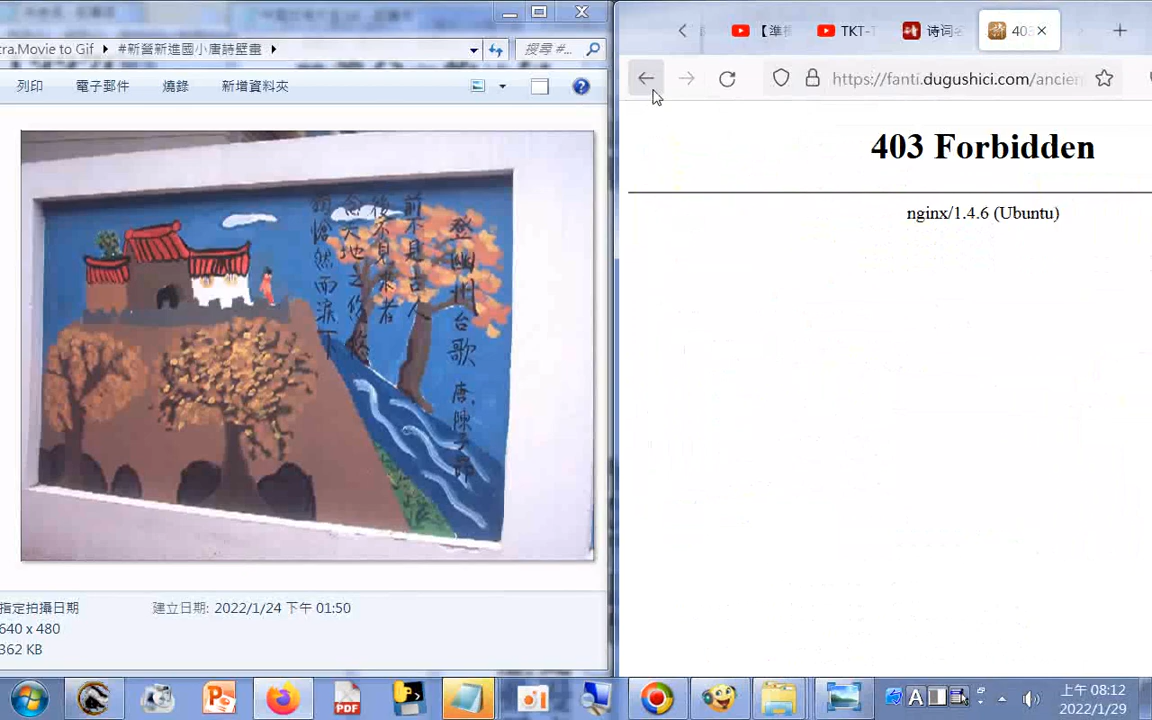 tra.Movie to Gif ▸ #新營新進國小唐詩壁畫 ▸
搜尋 #...
列印 電子郵件 燒錄 新增資料夾
登幽州台歌 唐.陳子昂
前不見古人
後不見來者
念天地之悠悠
然而淚下
建立日期: 2022/1/24 下午 01:50
指定拍攝日期
640 x 480
362 KB
TKT-T
诗词
403
https://fanti.dugushici.com/ancien
403 Forbidden
nginx/1.4.6 (Ubuntu)
PDF
A
上午 08:12
2022/1/29